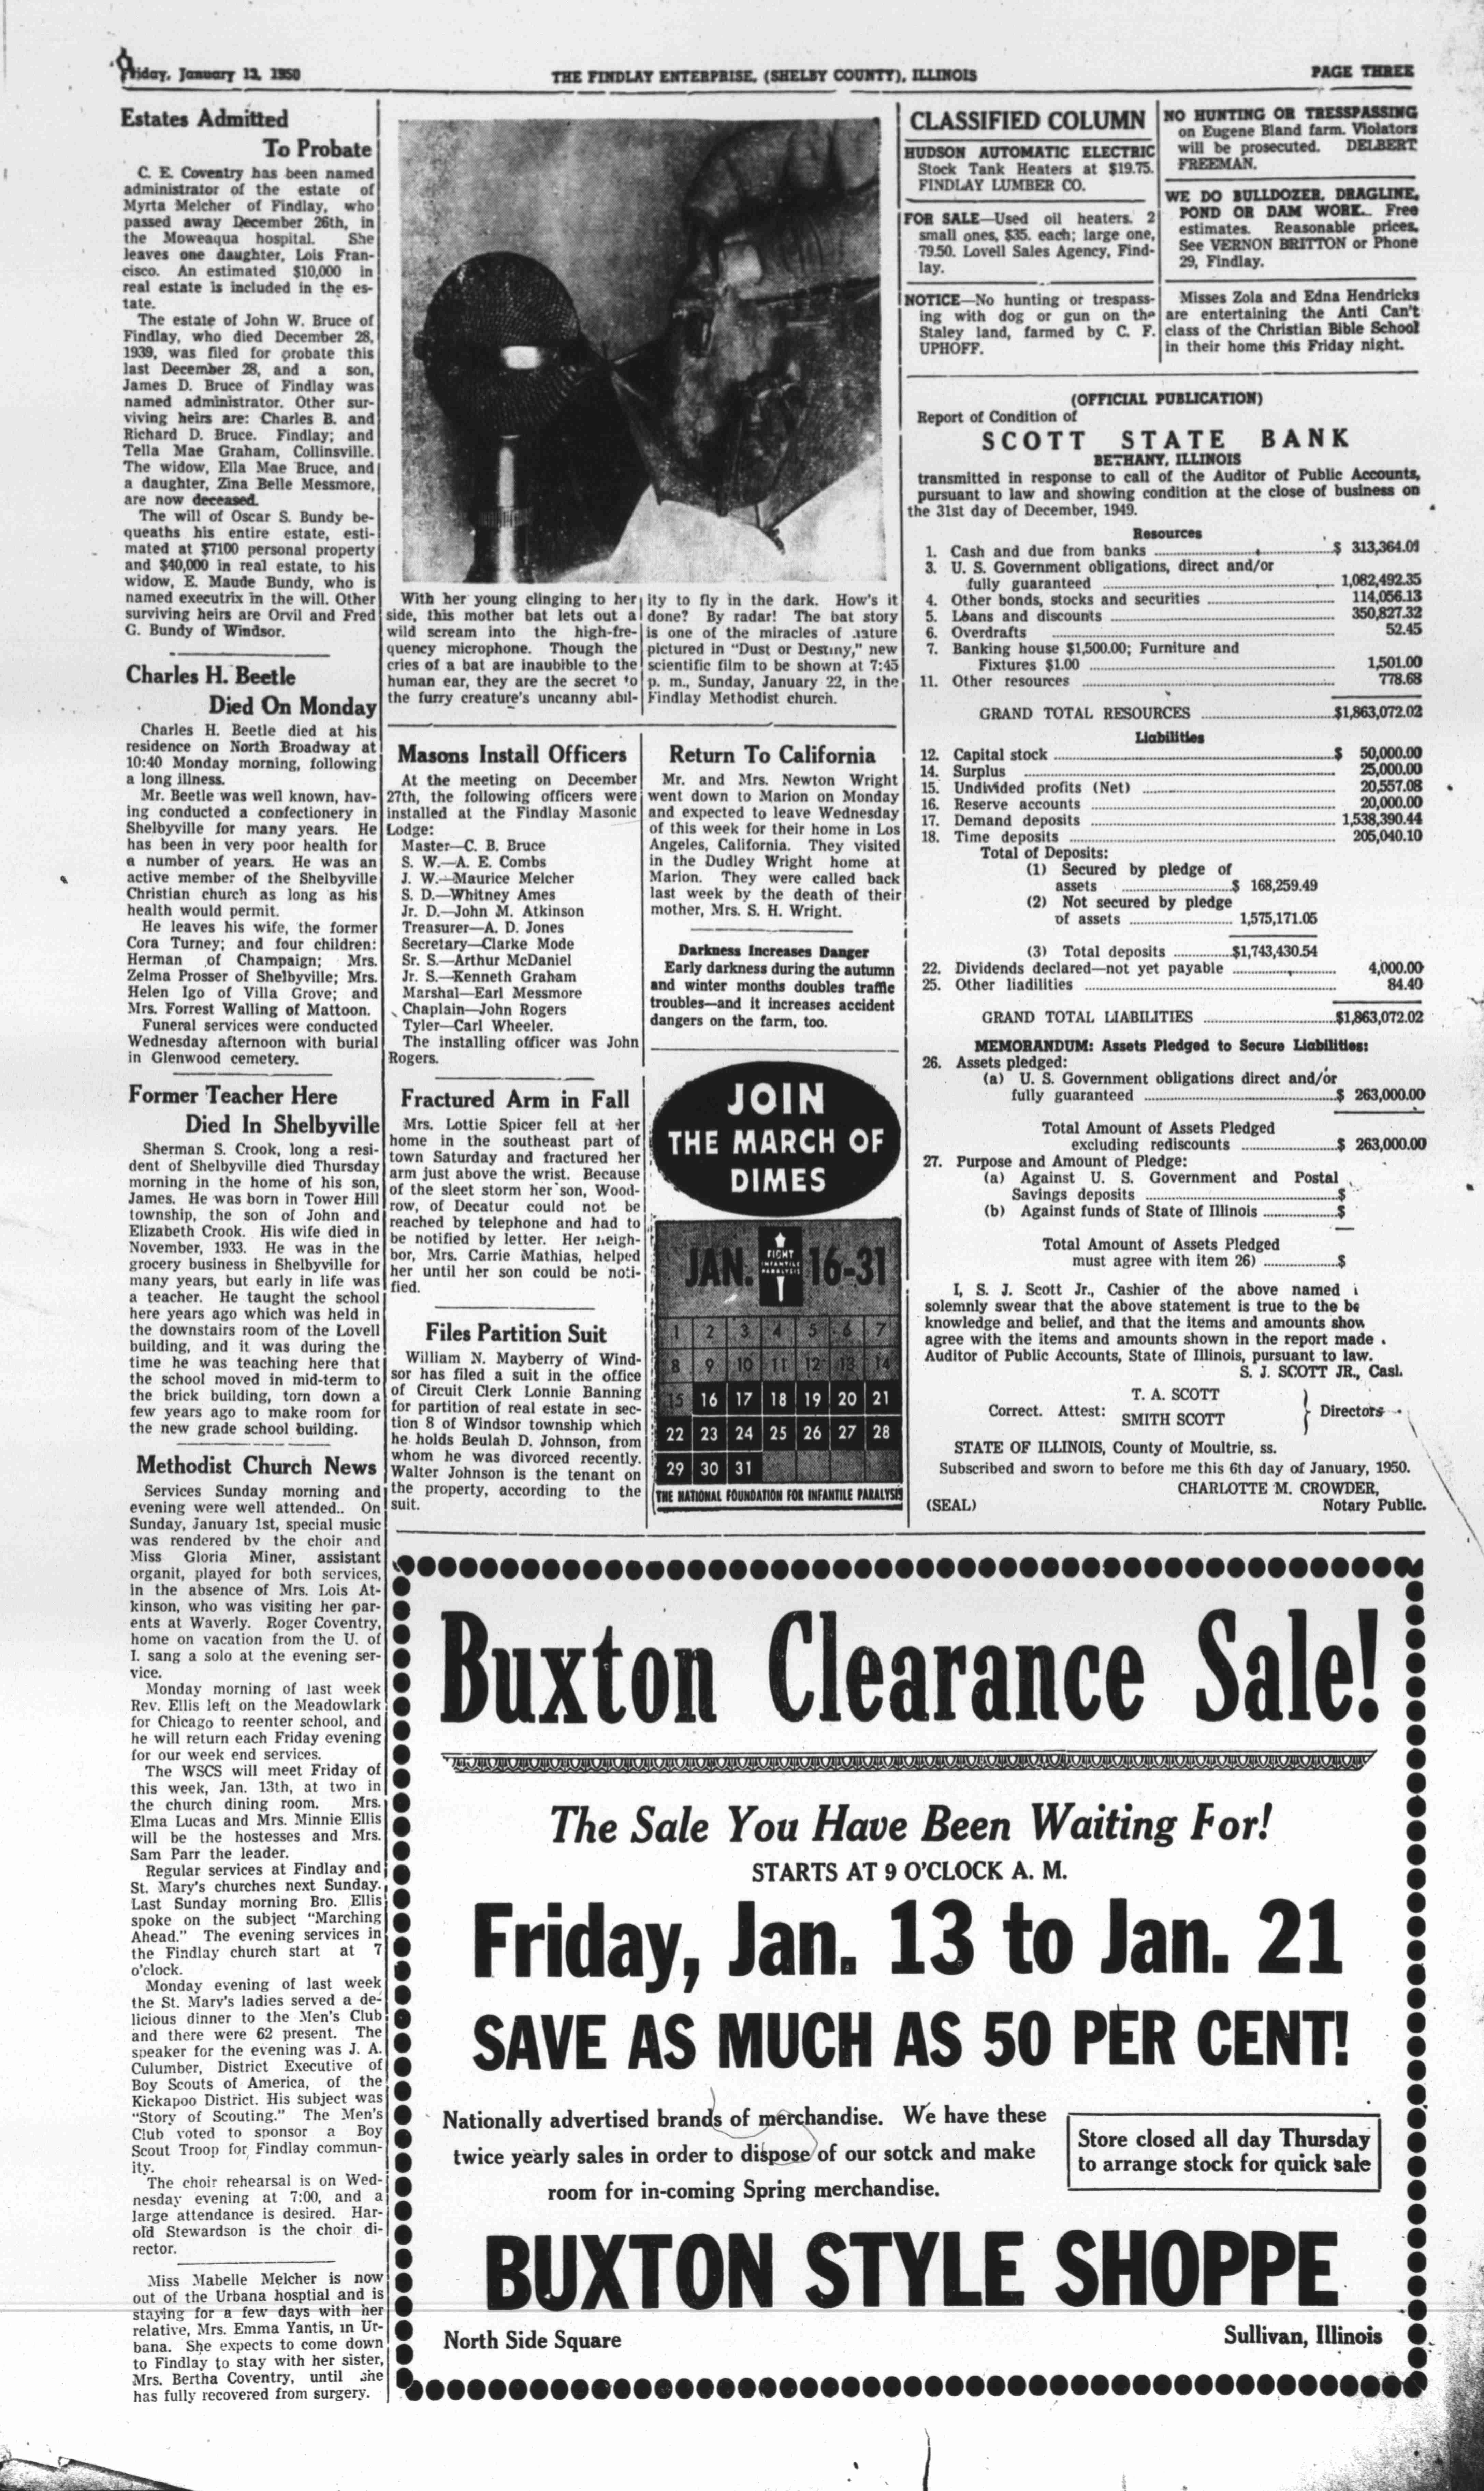 Friday, January 13, 1950
THE FINDLAY ENTERPRISE, (SHELBY COUNTY), ILLINOIS
PAGE THREE
Estates Admitted
To Probate
C. E. Coventry has been named
administrator of the estate of
Myrta Melcher of Findlay, who
passed away December 26th, in
the Moweaqua hospital. She
leaves one daughter, Lois Fran-
cisco. An estimated $10,000 in
real estate is included in the es-
tate.
The estate of John W. Bruce of
Findlay, who died December 28,
1939, was filed for probate this
last December 28, and a son,
James D. Bruce of Findlay was
named administrator. Other sur-
viving heirs are: Charles B. and
Richard D. Bruce. Findlay; and
Tella Mae Graham, Collinsville.
The widow, Ella Mae Bruce, and
a daughter, Zina Belle Messmore,
are now deceased.
The will of Oscar S. Bundy be-
queaths his entire estate, esti-
mated at $7100 personal property
and $40,000 in real estate, to his
widow, E. Maude Bundy, who is
named executrix in the will. Other
surviving heirs are Orvil and Fred
G. Bundy of Windsor.
Charles H. Beetle
Died On Monday
Charles H. Beetle died at his
residence on North Broadway at
10:40 Monday morning, following
a long illness.
Mr. Beetle was well known, hav-
ing conducted a confectionery in
Shelbyville for many years. He
has been in very poor health for
a number of years. He was an
active member of the Shelbyville
Christian church as long as his
health would permit.
He leaves his wife, the former
Cora Turney; and four children:
Herman of Champaign; Mrs.
Zelma Prosser of Shelbyville; Mrs.
Helen Igo of Villa Grove; and
Mrs. Forrest Walling of Mattoon.
Funeral services were conducted
Wednesday afternoon with burial
in Glenwood cemetery.
Former Teacher Here
Died In Shelbyville
Sherman S. Crook, long a resi-
dent of Shelbyville died Thursday
morning in the home of his son,
James. He was born in Tower Hill
township, the son of John and
Elizabeth Crook. His wife died in
November, 1933. He was in the
grocery business in Shelbyville for
many years, but early in life was
a teacher. He taught the school
here years ago which was held in
the downstairs room of the Lovell
building, and it was during the
time he was teaching here that
the school moved in mid-term to
the brick building, torn down a
few years ago to make room for
the new grade school building.
Methodist Church News
Services Sunday morning and
evening were well attended.. On
Sunday, January 1st, special music
was rendered by the choir and
Miss Gloria Miner, assistant
organit, played for both services,
in the absence of Mrs. Lois At-
kinson, who was visiting her par-
ents at Waverly. Roger Coventry,
home on vacation from the U. of
I. sang a solo at the evening ser-
vice.
Monday morning of last week
Rev. Ellis left on the Meadowlark
for Chicago to reenter school, and
he will return each Friday evening
for our week end services.
The WSCS will meet Friday of
this week, Jan. 13th, at two in
the church dining room. Mrs.
Elma Lucas and Mrs. Minnie Ellis
will be the hostesses and Mrs.
Sam Parr the leader.
Regular services at Findlay and
St. Mary's churches next Sunday.
Last Sunday morning Bro. Ellis
spoke on the subject "Marching
Ahead." The evening services in
the Findlay church start at 7
o'clock.
Monday evening of last week
the St. Mary's ladies served a de-
licious dinner to the Men's Club
and there were 62 present. The
speaker for the evening was J. A.
Culumber, District Executive of
Boy Scouts of America, of the
Kickapoo District. His subject was
"Story of Scouting." The Men's
Club voted to sponsor a Boy
Scout Troop for Findlay commun-
ity.
The choir rehearsal is on Wed-
nesday evening at 7:00, and a
large attendance is desired. Har-
old Stewardson is the choir di-
rector.
Miss Mabelle Melcher is now
out of the Urbana hosptial and is
staying for a few days with her
relative, Mrs. Emma Yantis, in Ur-
bana. She expects to come down
to Findlay to stay with her sister,
Mrs. Bertha Coventry, until she
has fully recovered from surgery.
With her young clinging to her
side, this mother bat lets out a
wild scream into the high-fre-
quency microphone. Though the
cries of a bat are inaubible to the
human ear, they are the secret to
the furry creature's uncanny abil-
ity to fly in the dark. How's it
done? By radar! The bat story
is one of the miracles of nature
pictured in "Dust or Destiny," new
scientific film to be shown at 7:45
p. m., Sunday, January 22, in the
Findlay Methodist church.
Masons Install Officers
At the meeting on December
27th, the following officers were
installed at the Findlay Masonic
Lodge:
Master—C. B. Bruce
S. W.—A. E. Combs
J. W.—Maurice Melcher
S. D.—Whitney Ames
Jr. D.—John M. Atkinson
Treasurer—A. D. Jones
Secretary—Clarke Mode
Sr. S.—Arthur McDaniel
Jr. S.—Kenneth Graham
Marshal—Earl Messmore
Chaplain—John Rogers
Tyler—Carl Wheeler.
The installing officer was John
Rogers.
Fractured Arm in Fall
Mrs. Lottie Spicer fell at her
home in the southeast part of
town Saturday and fractured her
arm just above the wrist. Because
of the sleet storm her son, Wood-
row, of Decatur could not be
reached by telephone and had to
be notified by letter. Her neigh-
bor, Mrs. Carrie Mathias, helped
her until her son could be noti-
fied.
Files Partition Suit
William N. Mayberry of Wind-
sor has filed a suit in the office
of Circuit Clerk Lonnie Banning
for partition of real estate in sec-
tion 8 of Windsor township which
he holds Beulah D. Johnson, from
whom he was divorced recently.
Walter Johnson is the tenant on
the property, according to the
suit.
Return To California
Mr. and Mrs. Newton Wright
went down to Marion on Monday
and expected to leave Wednesday
of this week for their home in Los
Angeles, California. They visited
in the Dudley Wright home at
Marion. They were called back
last week by the death of their
mother, Mrs. S. H. Wright.
Darkness Increases Danger
Early darkness during the autumn
and winter months doubles traffic
troubles—and it increases accident
dangers on the farm, too.
JOIN
THE MARCH OF
DIMES
JAN. 16-31
FIGHT
INFANTILE
PARALYSIS
1 2 3 4 5 6 7
8 9 10 11 12 13 14
15 16 17 18 19 20 21
22 23 24 25 26 27 28
29 30 31
THE NATIONAL FOUNDATION FOR INFANTILE PARALYSIS
CLASSIFIED COLUMN
HUDSON AUTOMATIC ELECTRIC
Stock Tank Heaters at $19.75.
FINDLAY LUMBER CO.
FOR SALE—Used oil heaters. 2
small ones, $35. each; large one,
79.50. Lovell Sales Agency, Find-
lay.
NOTICE—No hunting or trespass-
ing with dog or gun on the
Staley land, farmed by C. F.
UPHOFF.
NO HUNTING OR TRESSPASSING
on Eugene Bland farm. Violators
will be prosecuted. DELBERT
FREEMAN.
WE DO BULLDOZER, DRAGLINE,
POND OR DAM WORK.. Free
estimates. Reasonable prices.
See VERNON BRITTON or Phone
29, Findlay.
Misses Zola and Edna Hendricks
are entertaining the Anti Can't
class of the Christian Bible School
in their home this Friday night.
(OFFICIAL PUBLICATION)
Report of Condition of
SCOTT STATE BANK
BETHANY, ILLINOIS
transmitted in response to call of the Auditor of Public Accounts,
pursuant to law and showing condition at the close of business on
the 31st day of December, 1949.
Resources
1. Cash and due from banks $ 313,364.01
3. U. S. Government obligations, direct and/or
fully guaranteed 1,082,492.35
4. Other bonds, stocks and securities 114,056.13
5. Loans and discounts 350,827.32
6. Overdrafts 52.45
7. Banking house $1,500.00; Furniture and
Fixtures $1.00 1,501.00
11. Other resources 778.68
GRAND TOTAL RESOURCES $1,863,072.02
Liabilities
12. Capital stock $ 50,000.00
14. Surplus 25,000.00
15. Undivided profits (Net) 20,557.08
16. Reserve accounts 20,000.00
17. Demand deposits 1,538,390.44
18. Time deposits 205,040.10
Total of Deposits:
(1) Secured by pledge of
assets $ 168,259.49
(2) Not secured by pledge
of assets 1,575,171.05
(3) Total deposits $1,743,430.54
22. Dividends declared—not yet payable 4,000.00
25. Other liadilities 84.40
GRAND TOTAL LIABILITIES $1,863,072.02
MEMORANDUM: Assets Pledged to Secure Liabilities:
26. Assets pledged:
(a) U. S. Government obligations direct and/or
fully guaranteed $ 263,000.00
Total Amount of Assets Pledged
excluding rediscounts $ 263,000.00
27. Purpose and Amount of Pledge:
(a) Against U. S. Government and Postal
Savings deposits $
(b) Against funds of State of Illinois $
Total Amount of Assets Pledged
must agree with item 26) $
I, S. J. Scott Jr., Cashier of the above named
solemnly swear that the above statement is true to the
knowledge and belief, and that the items and amounts
agree with the items and amounts shown in the report made
Auditor of Public Accounts, State of Illinois, pursuant to law.
S. J. SCOTT JR.,
T. A. SCOTT
Correct. Attest: SMITH SCOTT Directors
STATE OF ILLINOIS, County of Moultrie, ss.
Subscribed and sworn to before me this 6th day of January, 1950.
CHARLOTTE M. CROWDER,
(SEAL) Notary Public.
Buxton Clearance Sale!
The Sale You Have Been Waiting For!
STARTS AT 9 O'CLOCK A. M.
Friday, Jan. 13 to Jan. 21
SAVE AS MUCH AS 50 PER CENT!
Nationally advertised brands of merchandise. We have these
twice yearly sales in order to dispose of our sotck and make
room for in-coming Spring merchandise.
Store closed all day Thursday
to arrange stock for quick sale
BUXTON STYLE SHOPPE
North Side Square
Sullivan, Illinois